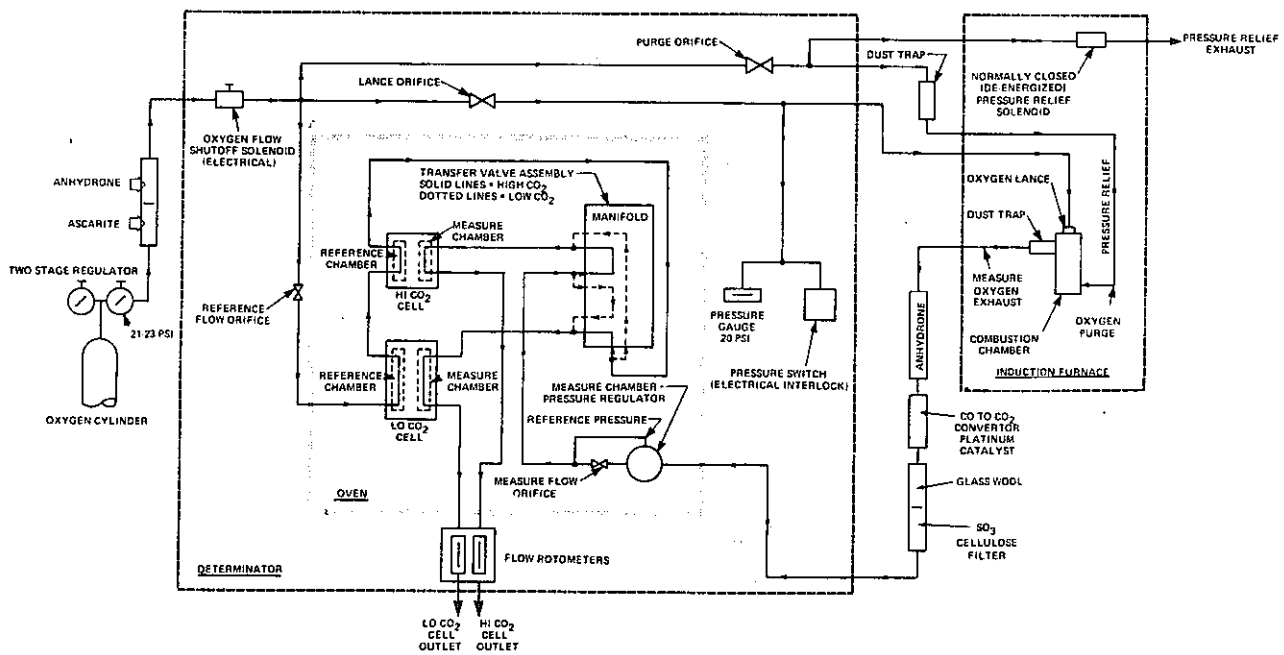 PURGE ORIFICE
DUST TRAP
PRESSURE RELIEF
EXHAUST
NORMALLY CLOSED
(DE-ENERGIZED)
PRESSURE RELIEF
SOLENOID
LANCE ORIFICE
OXYGEN FLOW
SHUTOFF SOLENOID
(ELECTRICAL)
ANHYDRONE
ASCARITE
TWO STAGE REGULATOR
21-23 PSI
OXYGEN CYLINDER
REFERENCE
FLOW ORIFICE
TRANSFER VALVE ASSEMBLY
SOLID LINES = HIGH CO2
DOTTED LINES = LOW CO2
MANIFOLD
MEASURE
CHAMBER
REFERENCE
CHAMBER
HI CO2
CELL
REFERENCE
CHAMBER
MEASURE
CHAMBER
LO CO2
CELL
MEASURE CHAMBER
PRESSURE REGULATOR
REFERENCE PRESSURE
MEASURE FLOW
ORIFICE
OVEN
DETERMINATOR
FLOW ROTOMETERS
LO CO2
CELL
OUTLET
HI CO2
CELL
OUTLET
PRESSURE
GAUGE
20 PSI
PRESSURE SWITCH
(ELECTRICAL INTERLOCK)
OXYGEN LANCE
DUST TRAP
PRESSURE RELIEF
MEASURE
OXYGEN
EXHAUST
COMBUSTION
CHAMBER
OXYGEN
PURGE
INDUCTION FURNACE
ANHYDRONE
CO TO CO2
CONVERTOR
PLATINUM
CATALYST
GLASS WOOL
SO3
CELLULOSE
FILTER